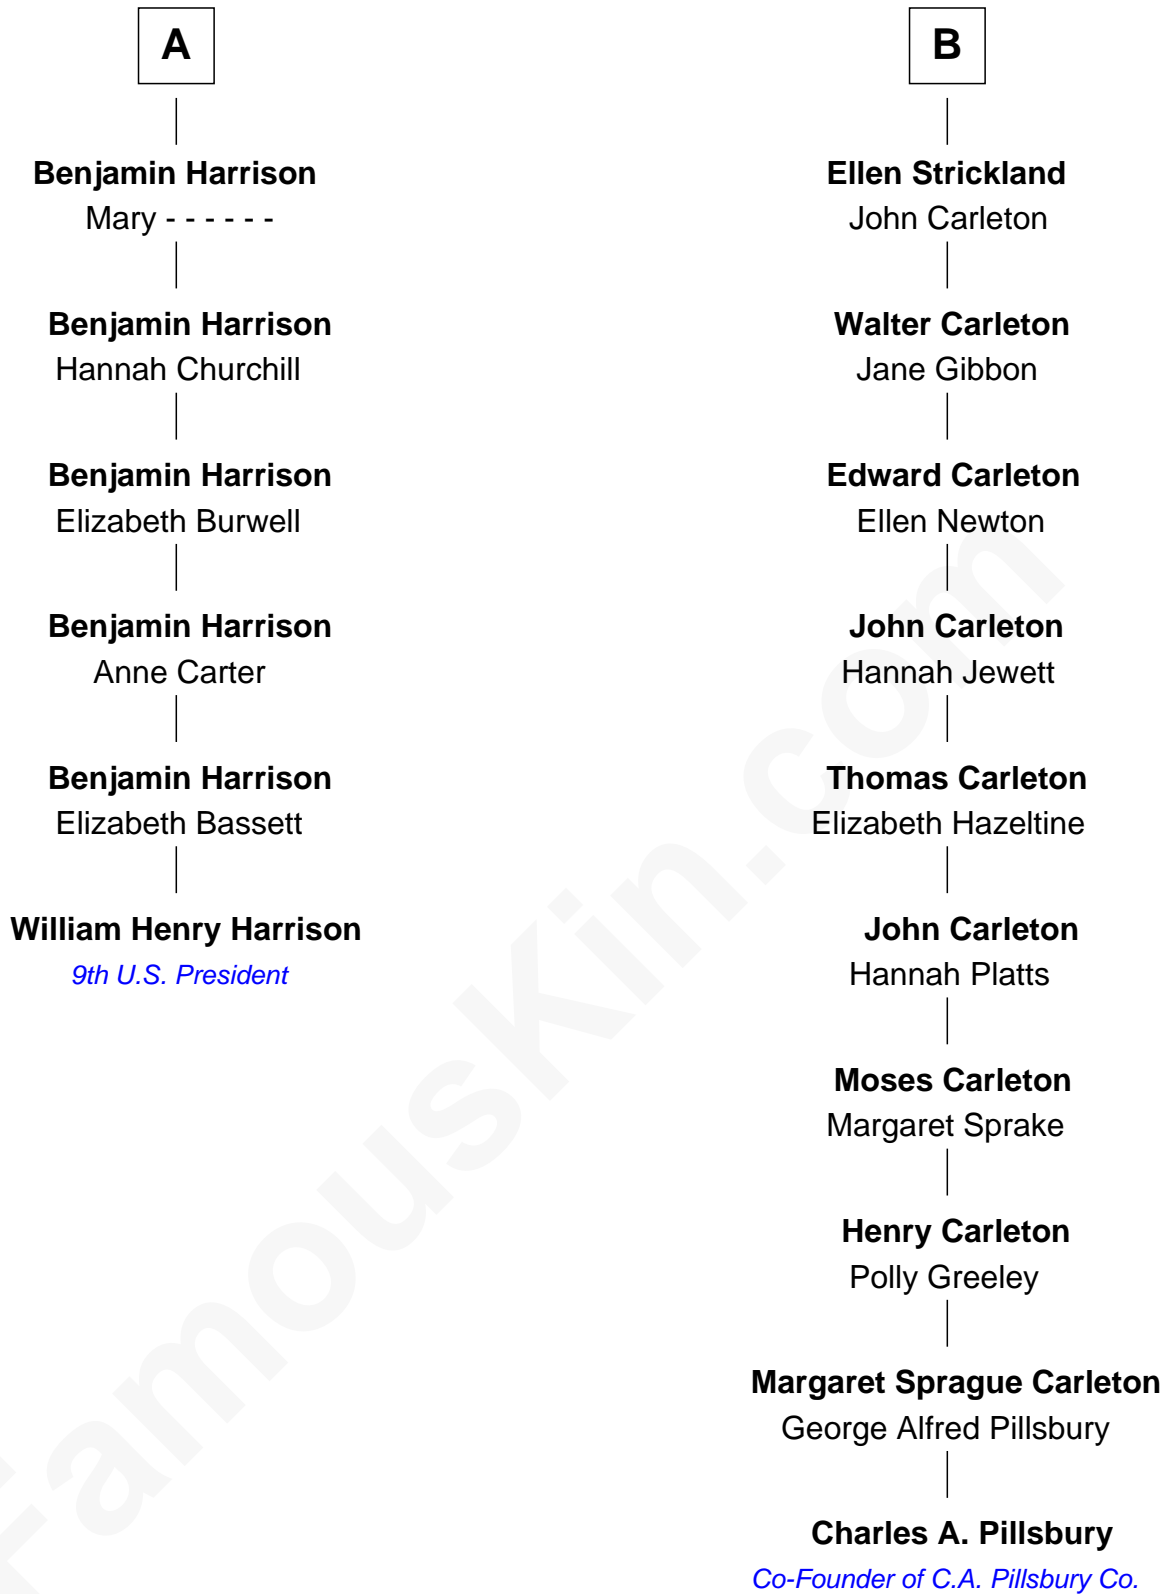 A
Benjamin Harrison
Mary - - - - - -
Benjamin Harrison
Hannah Churchill
Benjamin Harrison
Elizabeth Burwell
Benjamin Harrison
Anne Carter
Benjamin Harrison
Elizabeth Bassett
William Henry Harrison
9th U.S. President
B
Ellen Strickland
John Carleton
Walter Carleton
Jane Gibbon
Edward Carleton
Ellen Newton
John Carleton
Hannah Jewett
Thomas Carleton
Elizabeth Hazeltine
John Carleton
Hannah Platts
Moses Carleton
Margaret Sprake
Henry Carleton
Polly Greeley
Margaret Sprague Carleton
George Alfred Pillsbury
Charles A. Pillsbury
Co-Founder of C.A. Pillsbury Co.
FamousKin.com